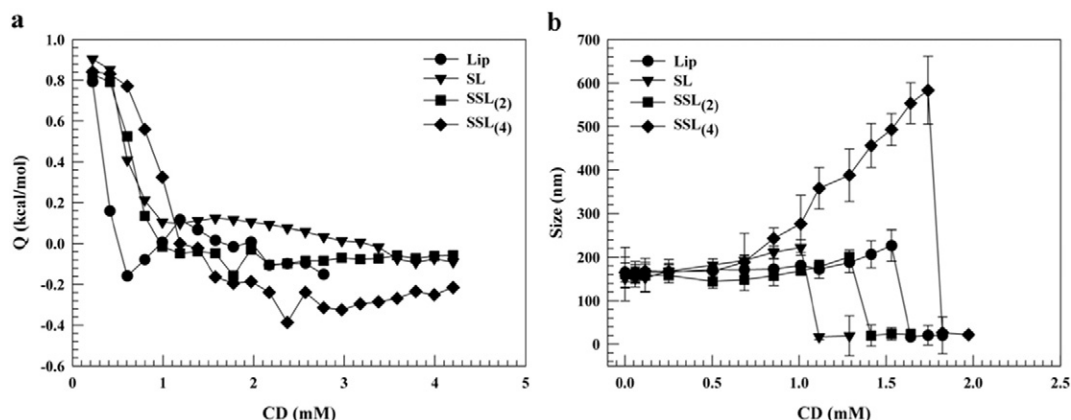 a
1.0
0.8
0.6
0.4
0.2
0.0
-0.2
-0.4
-0.6
Q (kcal/mol)
0 1 2 3 4 5
CD (mM)
Lip
SL
SSL(2)
SSL(4)
b
700
600
500
400
300
200
100
0
Size (nm)
0.0 0.5 1.0 1.5 2.0 2.5
CD (mM)
Lip
SL
SSL(2)
SSL(4)